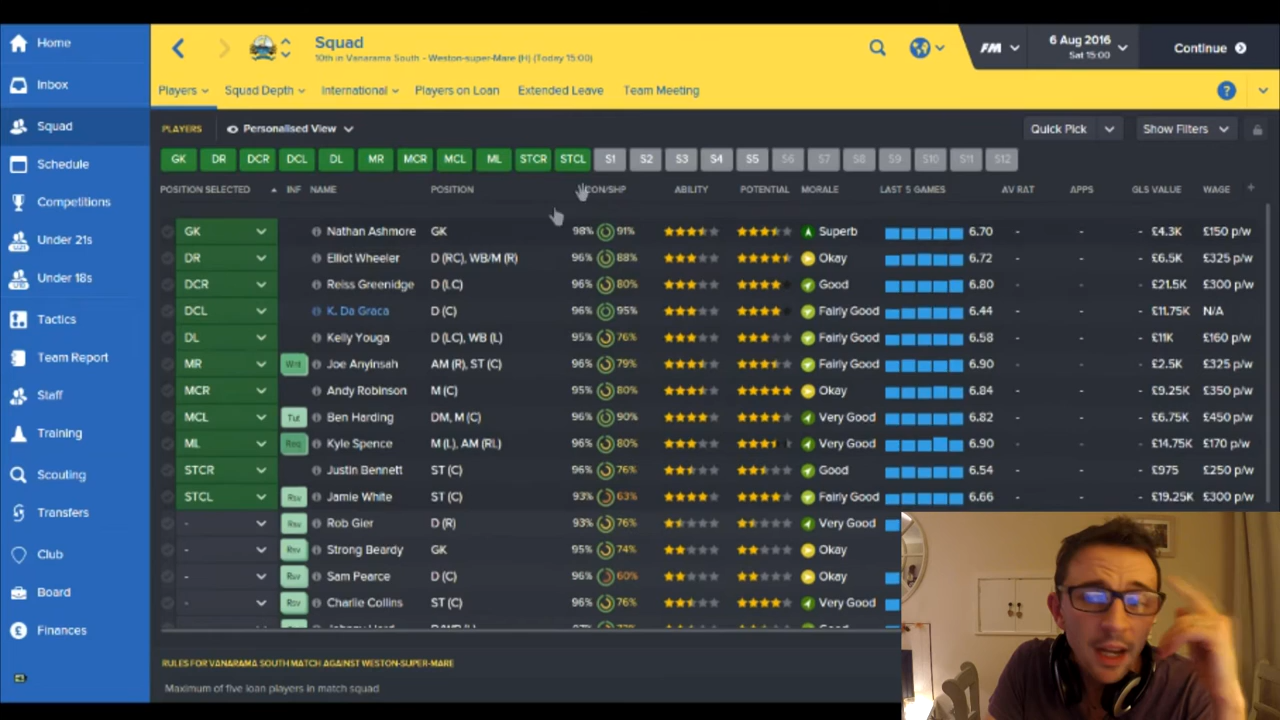 Home
Inbox
Squad
Schedule
Competitions
Under 21s
Under 18s
Tactics
Team Report
Staff
Training
Scouting
Transfers
Club
Board
Finances
Squad
10th in Vanarama South - Weston-super-Mare (H) (Today 15:00)
FM
6 Aug 2016
Sat 15:00
Continue
Players Squad Depth International Players on Loan Extended Leave Team Meeting
PLAYERS Personalised View Quick Pick Show Filters
GK DR DCR DCL DL MR MCR MCL ML STCR STCL S1 S2 S3 S4 S5 S6 S7 S8 S9 S10 S11 S12
POSITION SELECTED INF NAME POSITION CON/SHP ABILITY POTENTIAL MORALE LAST 5 GAMES AV RAT APPS GLS VALUE WAGE
GK Nathan Ashmore GK 98% 91% Superb 6.70 - - - £4.3K £150 p/w
DR Elliot Wheeler D (RC), WB/M (R) 96% 88% Okay 6.72 - - - £6.5K £325 p/w
DCR Reiss Greenidge D (LC) 96% 80% Good 6.80 - - - £21.5K £300 p/w
DCL K. Da Graca D (C) 96% 95% Fairly Good 6.44 - - - £11.75K N/A
DL Kelly Youga D (LC), WB (L) 95% 76% Fairly Good 6.58 - - - £11K £160 p/w
MR Wnt Joe Anyinsah AM (R), ST (C) 96% 79% Fairly Good 6.90 - - - £2.5K £325 p/w
MCR Andy Robinson M (C) 95% 80% Okay 6.84 - - - £9.25K £350 p/w
MCL Tut Ben Harding DM, M (C) 96% 90% Very Good 6.82 - - - £6.75K £450 p/w
ML Req Kyle Spence M (L), AM (RL) 96% 80% Very Good 6.90 - - - £14.75K £170 p/w
STCR Justin Bennett ST (C) 96% 76% Good 6.54 - - - £975 £250 p/w
STCL Rsv Jamie White ST (C) 93% 63% Fairly Good 6.66 - - - £19.25K £300 p/w
- Rsv Rob Gier D (R) 93% 76% Very Good
- Rsv Strong Beardy GK 95% 74% Okay
- Rsv Sam Pearce D (C) 96% 60% Okay
- Rsv Charlie Collins ST (C) 96% 76% Very Good
RULES FOR VANARAMA SOUTH MATCH AGAINST WESTON-SUPER-MARE
Maximum of five loan players in match squad